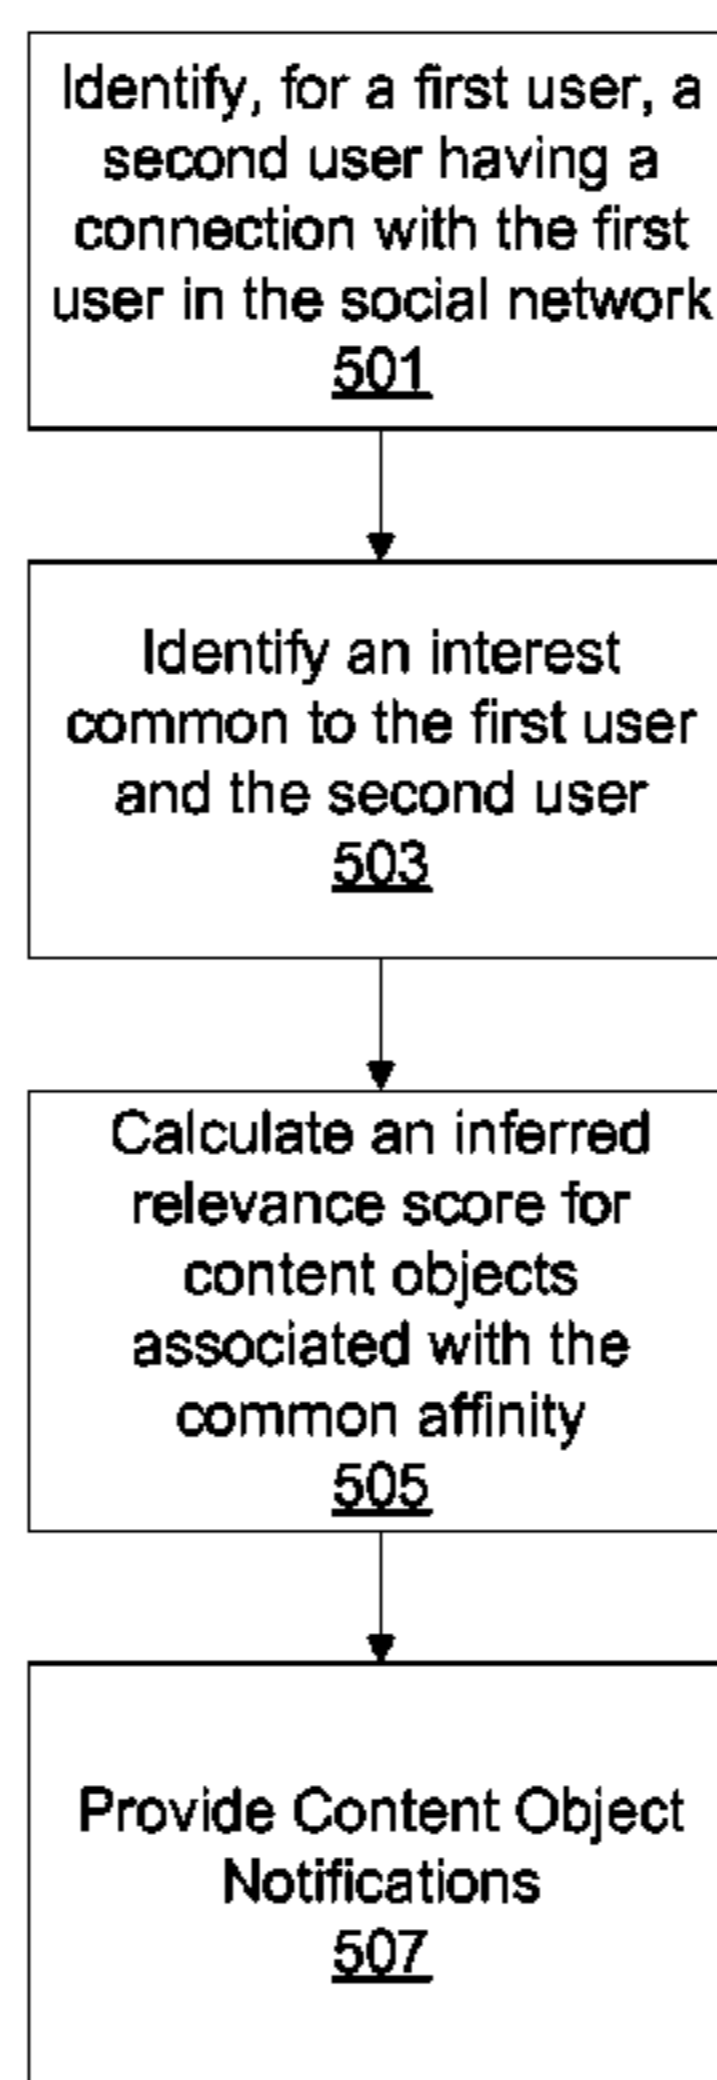 Identify, for a first user, a
second user having a
connection with the first
user in the social network
501
Identify an interest
common to the first user
and the second user
503
Calculate an inferred
relevance score for
content objects
associated with the
common affinity
505
Provide Content Object
Notifications
507